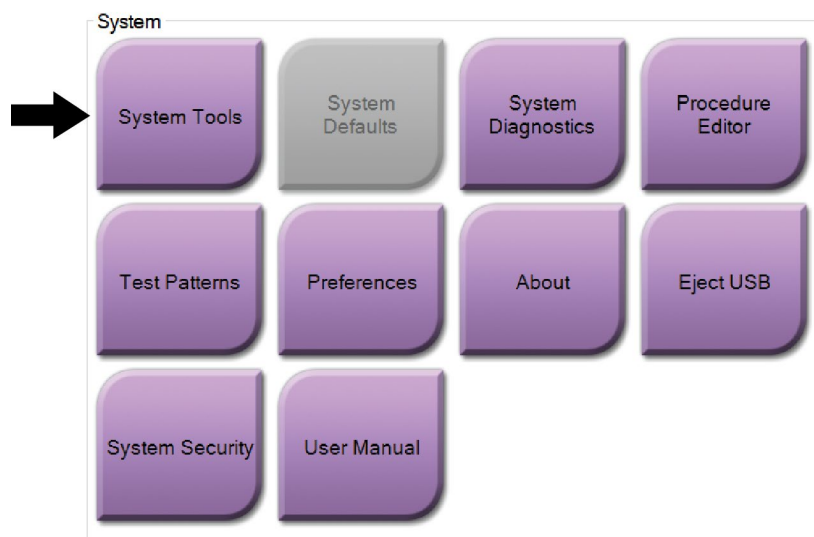 System
System Tools
System
Defaults
System
Diagnostics
Procedure
Editor
Test Patterns
Preferences
About
Eject USB
System Security
User Manual